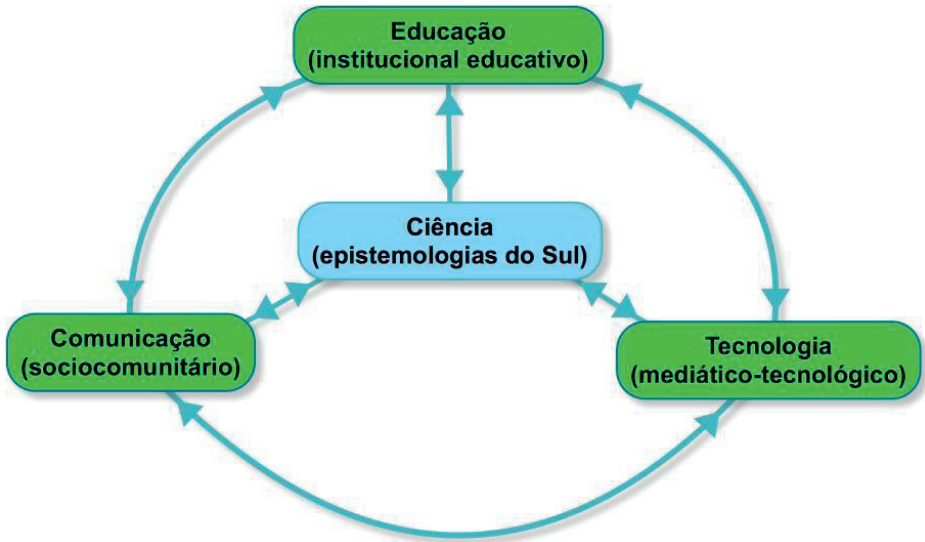 Educação
(institucional educativo)
Ciência
(epistemologias do Sul)
Comunicação
(sociocomunitário)
Tecnologia
(mediático-tecnológico)